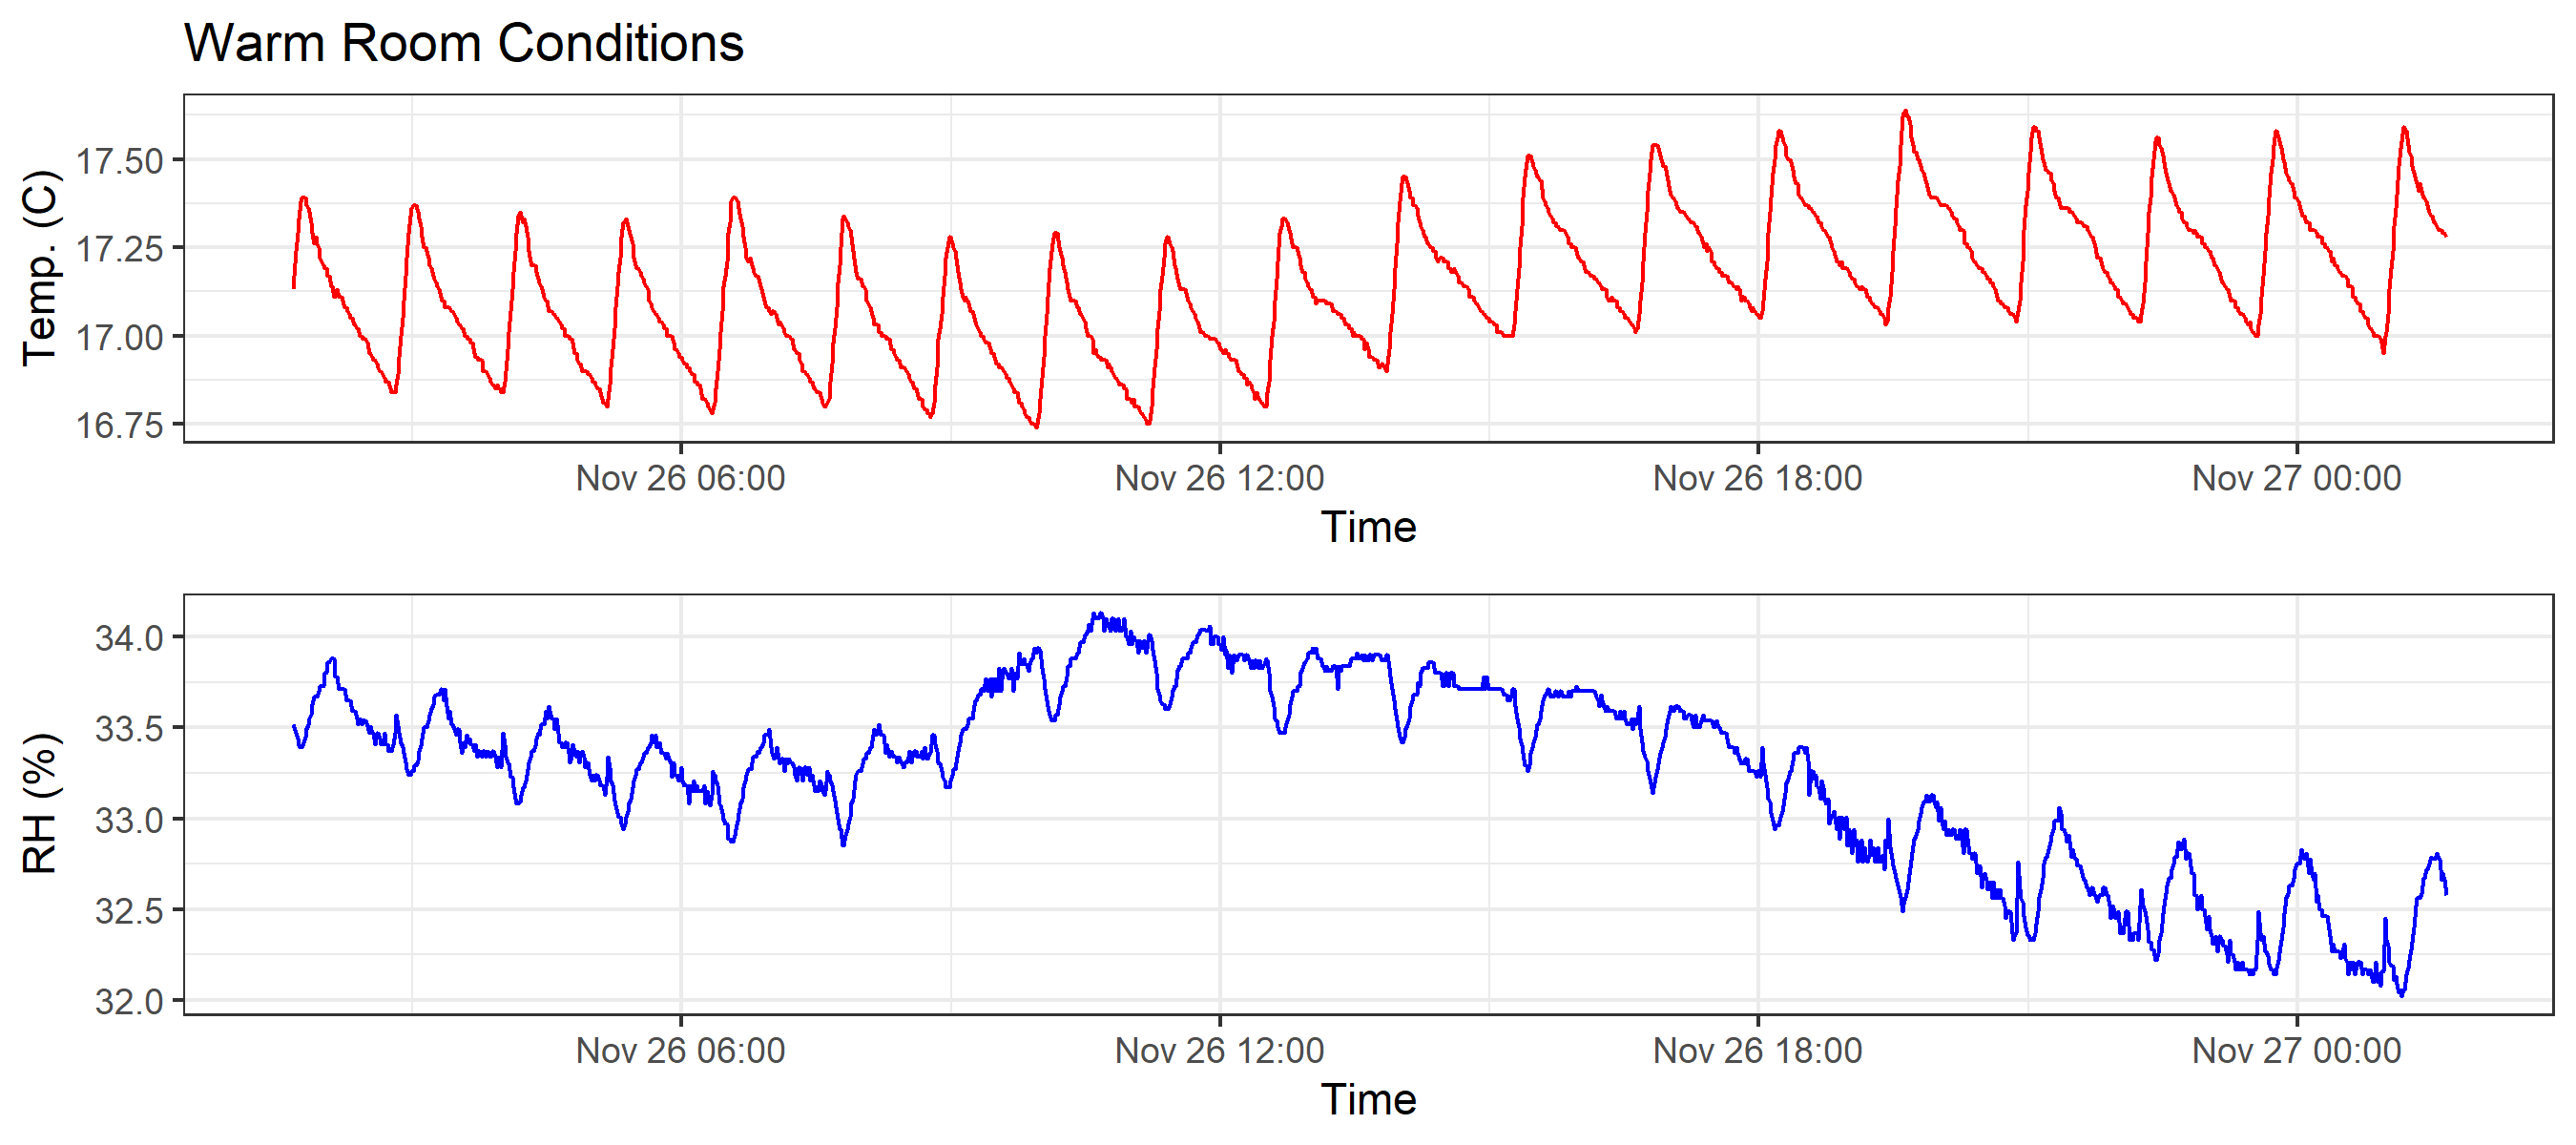 Warm Room Conditions
Temp. (C)
17.50
17.25
17.00
16.75
Nov 26 06:00 Nov 26 12:00 Nov 26 18:00 Nov 27 00:00
Time
RH (%)
34.0
33.5
33.0
32.5
32.0
Nov 26 06:00 Nov 26 12:00 Nov 26 18:00 Nov 27 00:00
Time